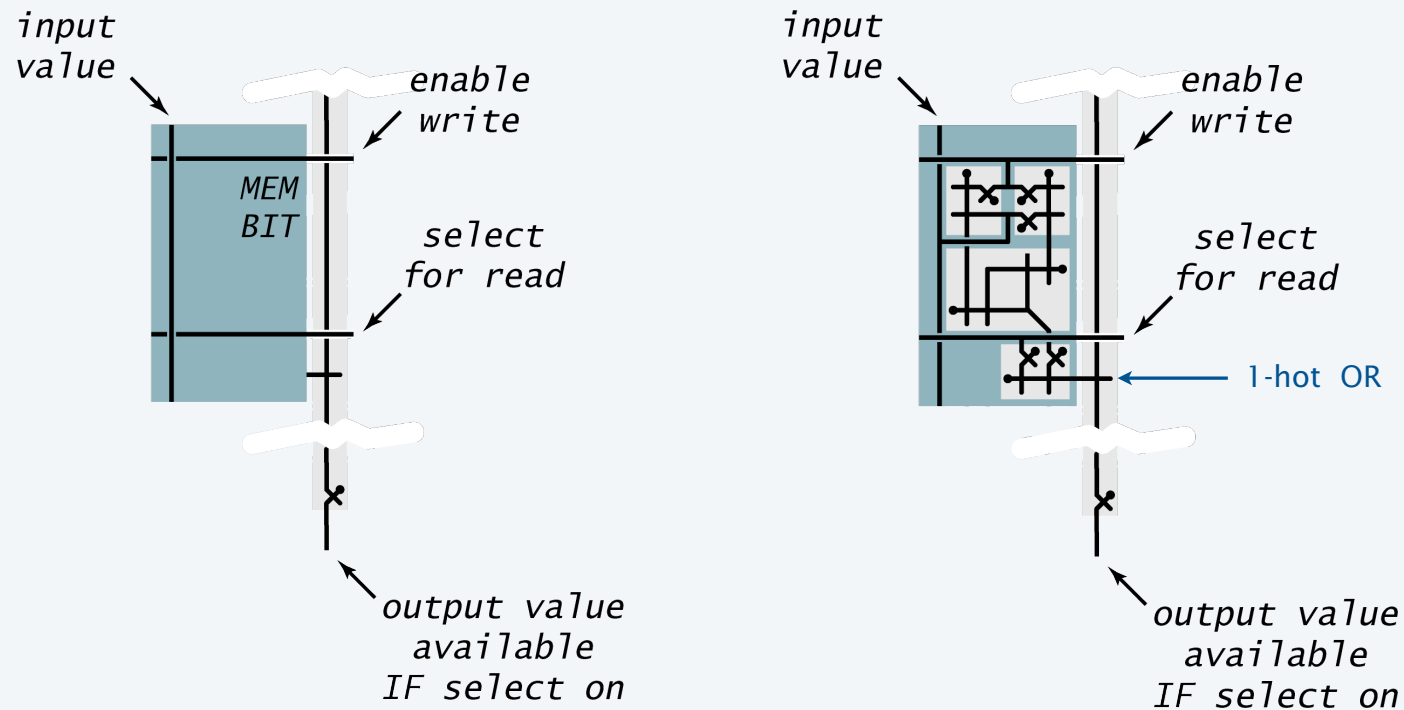 input
value
enable
write
MEM
BIT
select
for read
output value
available
IF select on
input
value
enable
write
select
for read
1-hot OR
output value
available
IF select on